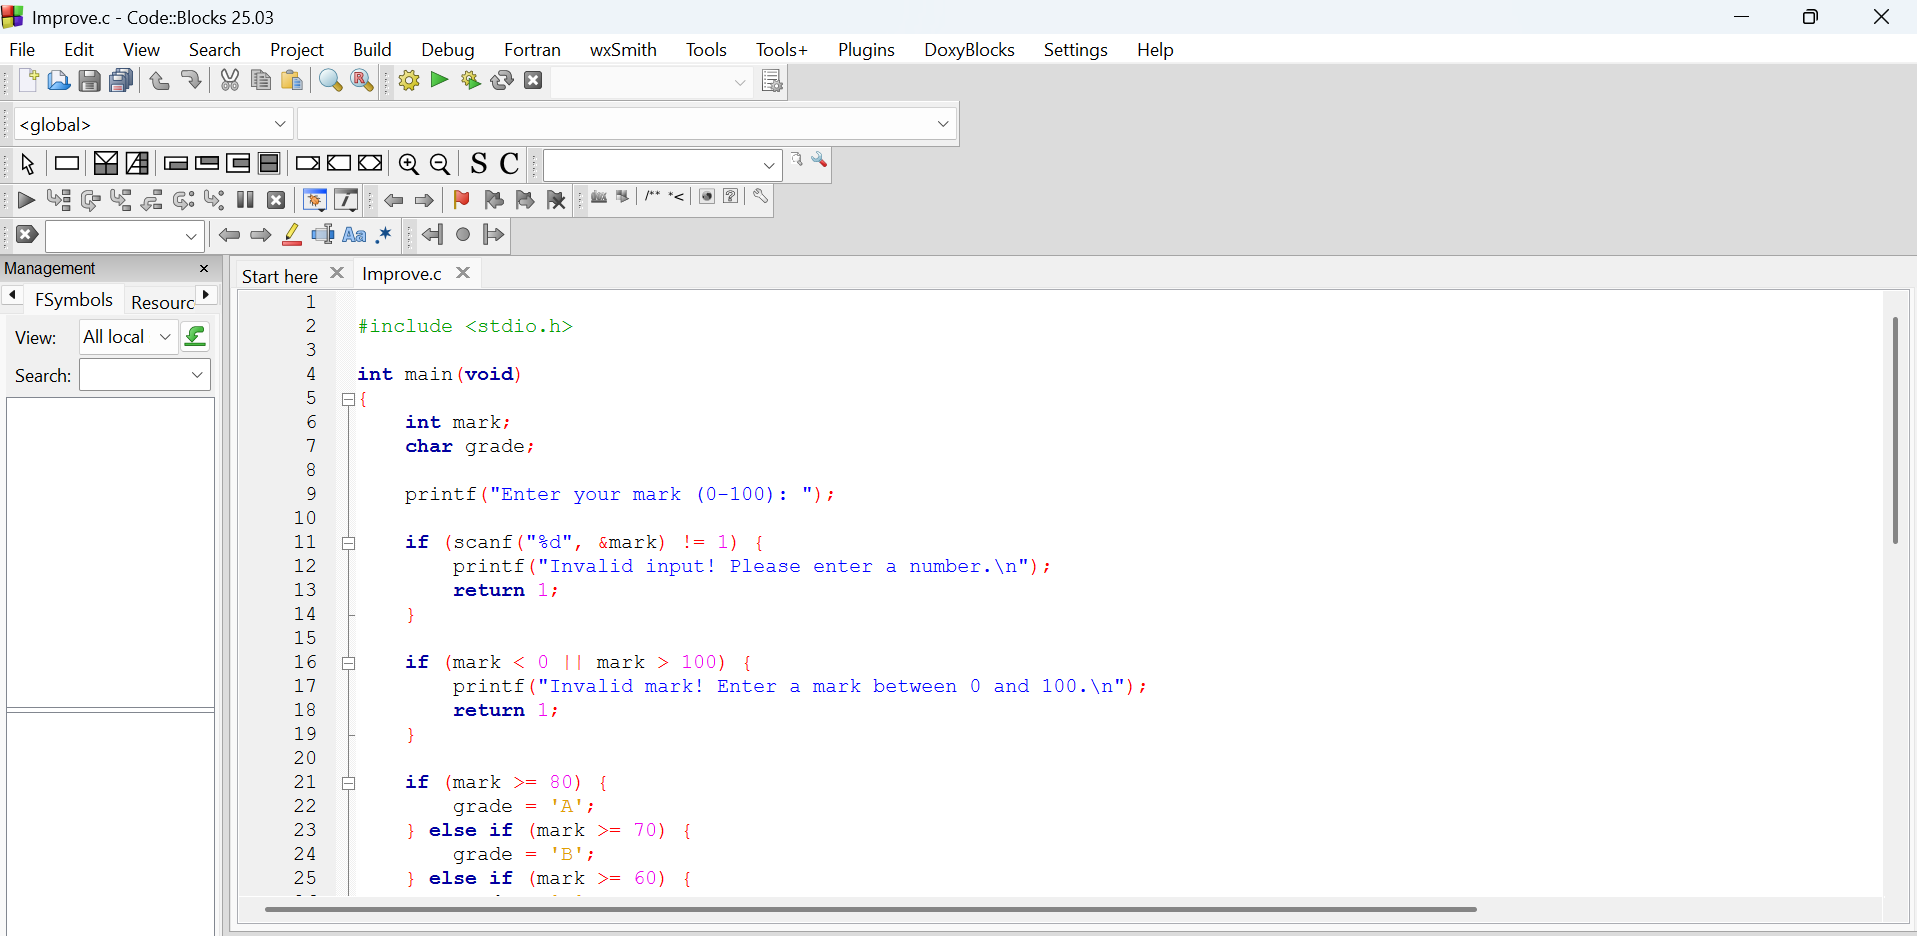 Improve.c - Code::Blocks 25.03
File Edit View Search Project Build Debug Fortran wxSmith Tools Tools+ Plugins DoxyBlocks Settings Help
<global>
S C
/** *<
Aa .*
Management
Start here Improve.c
FSymbols Resourc
View: All local
Search:
1
2 #include <stdio.h>
3
4 int main(void)
5 {
6     int mark;
7     char grade;
8
9     printf("Enter your mark (0-100): ");
10
11     if (scanf("%d", &mark) != 1) {
12         printf("Invalid input! Please enter a number.\n");
13         return 1;
14     }
15
16     if (mark < 0 || mark > 100) {
17         printf("Invalid mark! Enter a mark between 0 and 100.\n");
18         return 1;
19     }
20
21     if (mark >= 80) {
22         grade = 'A';
23     } else if (mark >= 70) {
24         grade = 'B';
25     } else if (mark >= 60) {